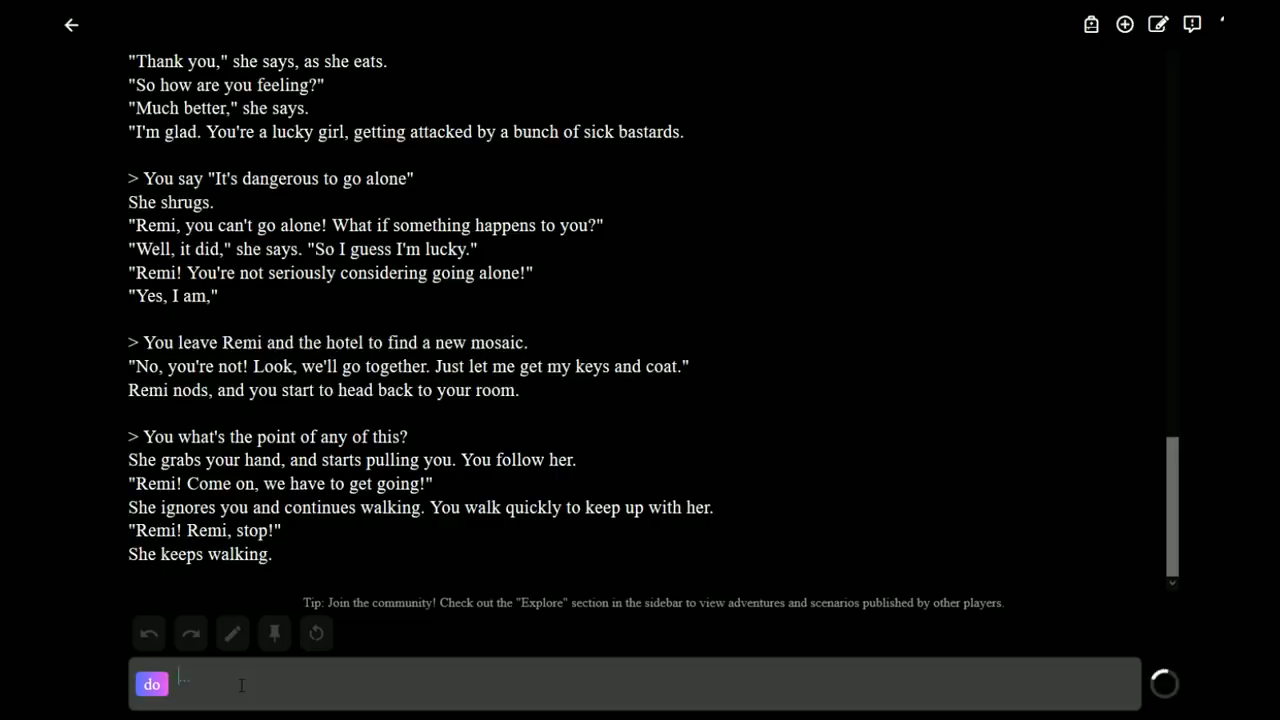 "Thank you," she says, as she eats.
"So how are you feeling?"
"Much better," she says.
"I'm glad. You're a lucky girl, getting attacked by a bunch of sick bastards.
> You say "It's dangerous to go alone"
She shrugs.
"Remi, you can't go alone! What if something happens to you?"
"Well, it did," she says. "So I guess I'm lucky."
"Remi! You're not seriously considering going alone!"
"Yes, I am,"
> You leave Remi and the hotel to find a new mosaic.
"No, you're not! Look, we'll go together. Just let me get my keys and coat."
Remi nods, and you start to head back to your room.
> You what's the point of any of this?
She grabs your hand, and starts pulling you. You follow her.
"Remi! Come on, we have to get going!"
She ignores you and continues walking. You walk quickly to keep up with her.
"Remi! Remi, stop!"
She keeps walking.
Tip: Join the community! Check out the "Explore" section in the sidebar to view adventures and scenarios published by other players.
do ...